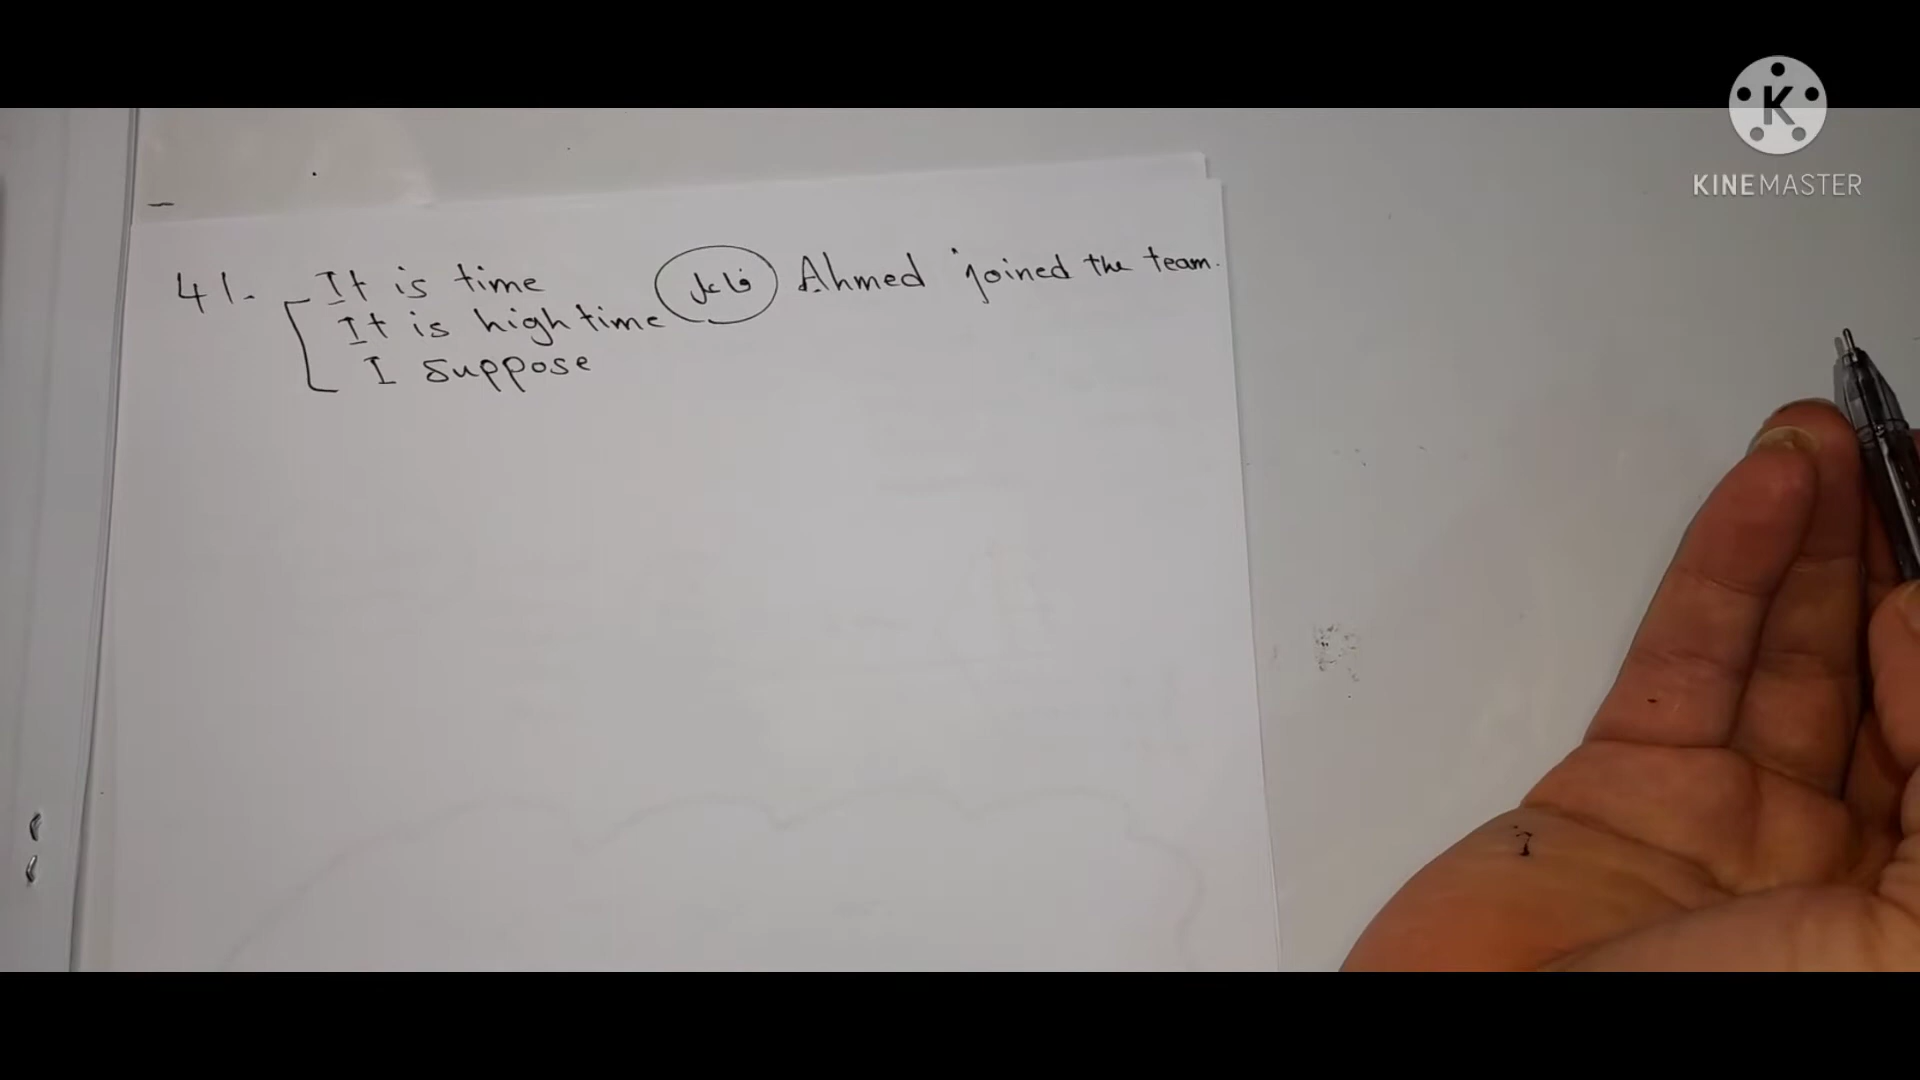 K
KINEMASTER
41. It is time فاعل Ahmed joined the team.
It is high time
I suppose